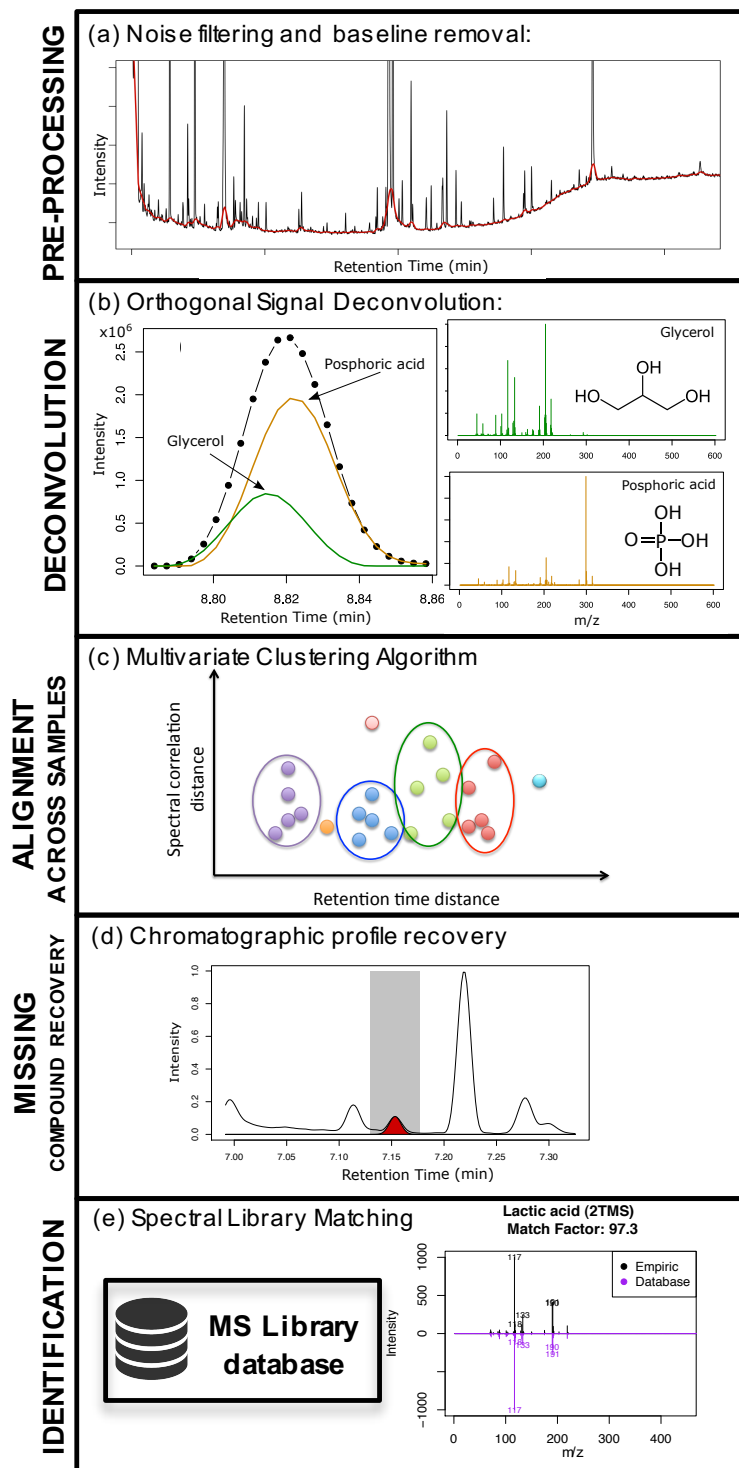 PRE-PROCESSING
(a) Noise filtering and baseline removal:
Intensity
Retention Time (min)
DECONVOLUTION
(b) Orthogonal Signal Deconvolution:
x10⁶
2.5
2.0
1.5
1.0
0.5
0.0
Intensity
Posphoric acid
Glycerol
8.80
8.82
8.84
8.86
Retention Time (min)
Glycerol
OH
HO
OH
0
100
200
300
400
500
600
Posphoric acid
OH
O=P-OH
OH
0
100
200
300
400
500
600
m/z
ALIGNMENT
ACROSS SAMPLES
(c) Multivariate Clustering Algorithm
Spectral correlation
distance
Retention time distance
MISSING
COMPOUND RECOVERY
(d) Chromatographic profile recovery
1.0
0.8
0.6
0.4
0.2
0.0
Intensity
7.00
7.05
7.10
7.15
7.20
7.25
7.30
Retention Time (min)
IDENTIFICATION
(e) Spectral Library Matching
MS Library
database
Lactic acid (2TMS)
Match Factor: 97.3
1000
500
0
-1000
Intensity
117
133
118
190
Empiric
Database
118
133
190
191
117
0
100
200
300
400
m/z